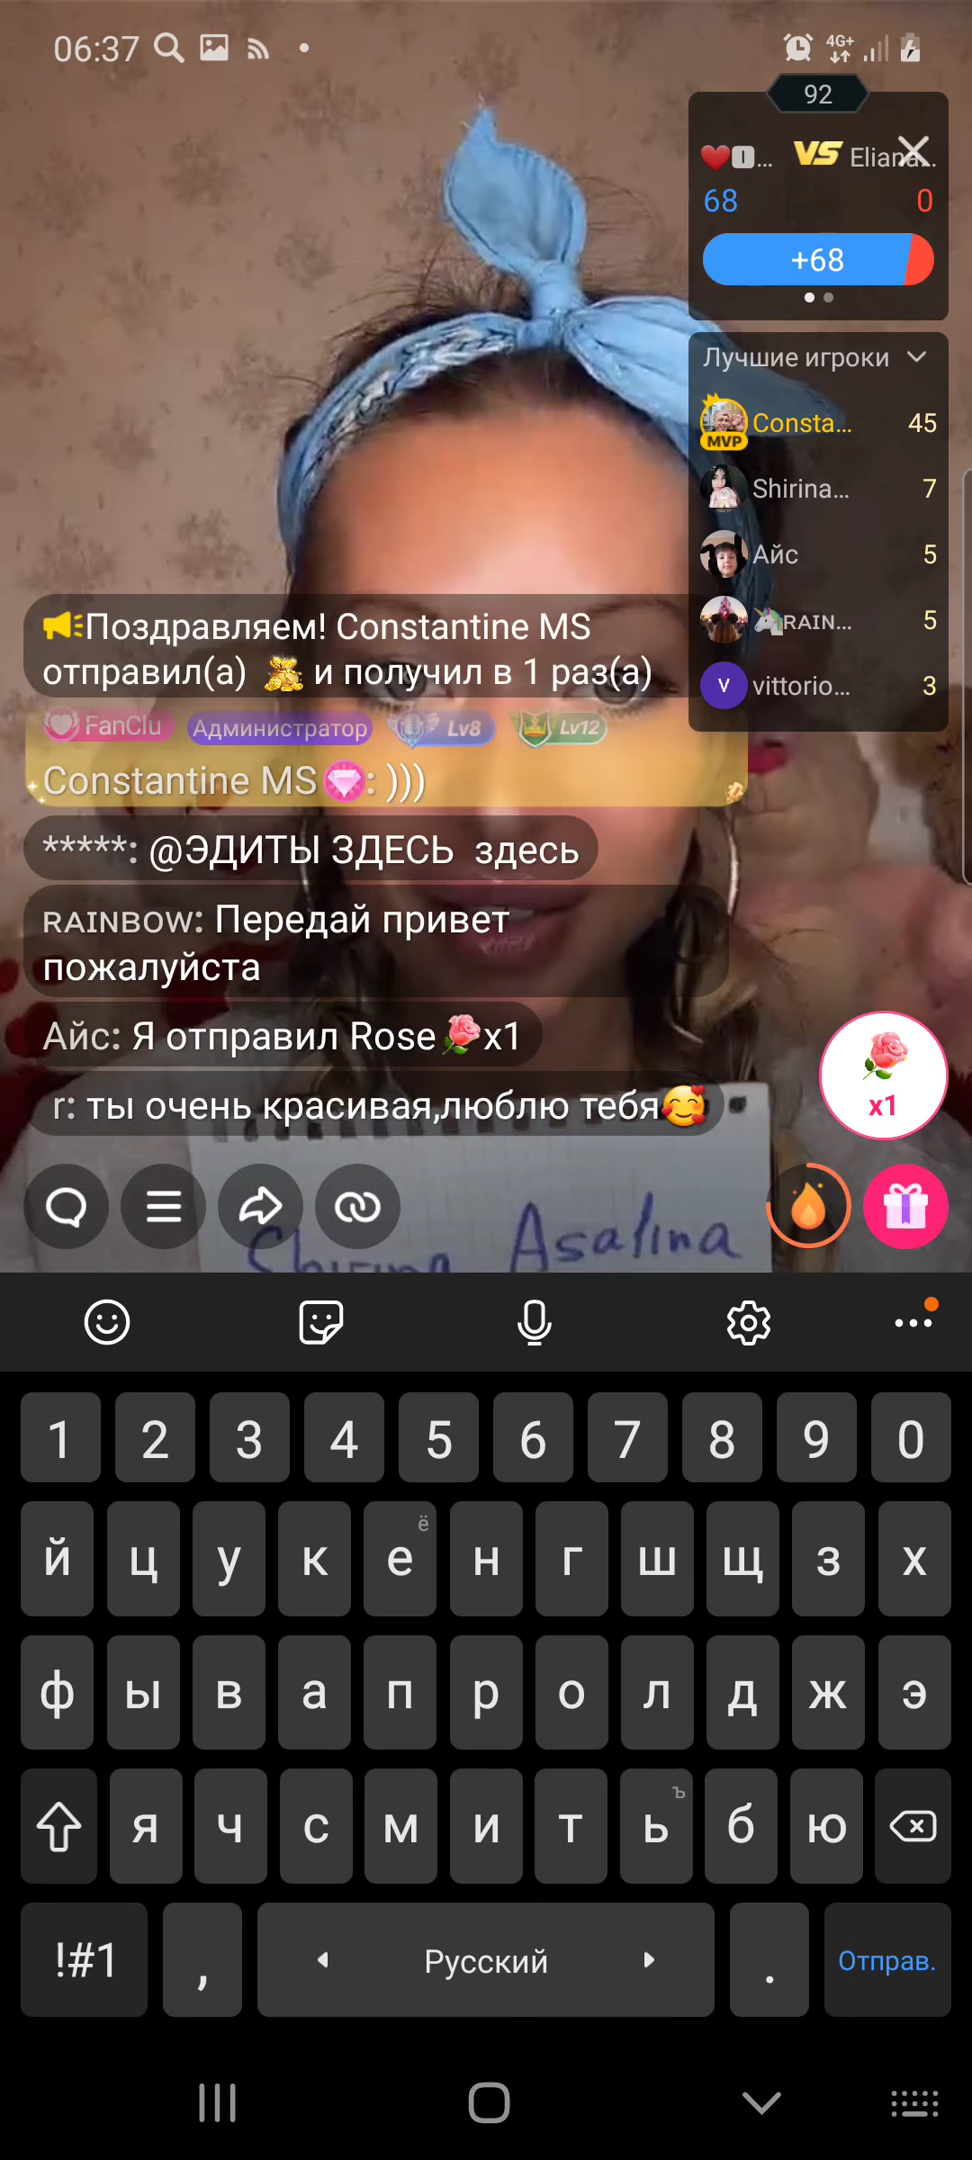 06:37
4G+
92
❤️I... VS Eliana...
68 0
+68
Лучшие игроки
MVP Consta... 45
Shirina... 7
Айс 5
🦄RAIN... 5
V vittorio... 3
Поздравляем! Constantine MS
отправил(а) и получил в 1 раз(а)
FanClu Администратор Lv8 Lv12
Constantine MS: )))
*****: @ЭДИТЫ ЗДЕСЬ здесь
RAINBOW: Передай привет
пожалуйста
Айс: Я отправил Rose🌹x1
r: ты очень красивая,люблю тебя🥰
x1
Shirina Asalina
1 2 3 4 5 6 7 8 9 0
ё
й ц у к е н г ш щ з х
ф ы в а п р о л д ж э
ъ
я ч с м и т ь б ю
!#1 , Русский . Отправ.